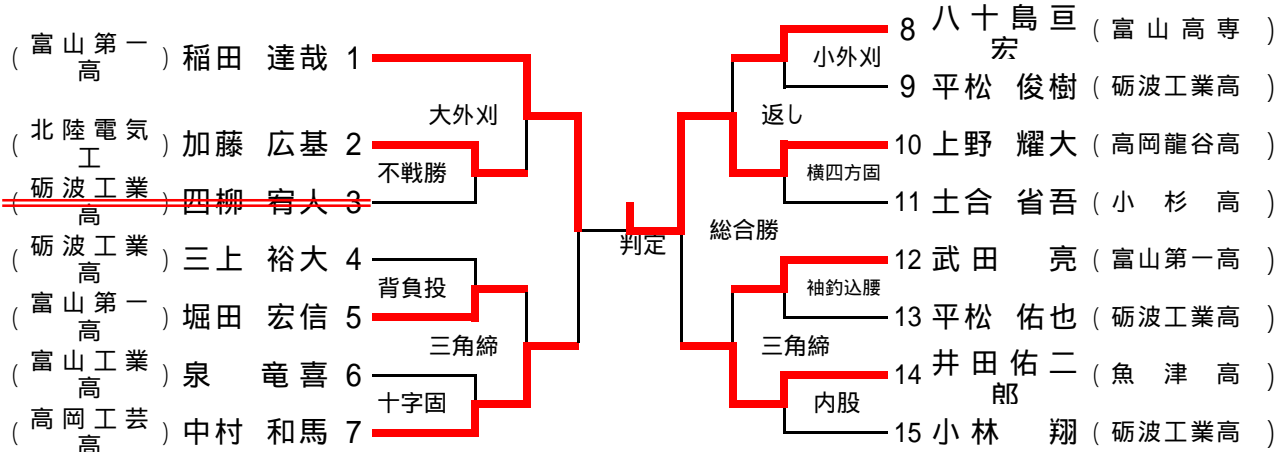 (富山第一高) 稲田 達哉 1
大外刈
(北陸電気工) 加藤 広基 2
不戦勝
(砺波工業高) 四柳 宥人 3
(砺波工業高) 三上 裕大 4
背負投
(富山第一高) 堀田 宏信 5
三角締
(富山工業高) 泉 竜喜 6
十字固
(高岡工芸高) 中村 和馬 7
判定
総合勝
8 八十島亘宏 (富山高専)
小外刈
9 平松 俊樹 (砺波工業高)
返し
10 上野 耀大 (高岡龍谷高)
横四方固
11 土合 省吾 (小杉高)
12 武田 亮 (富山第一高)
袖釣込腰
13 平松 佑也 (砺波工業高)
三角締
14 井田佑二郎 (魚津高)
内股
15 小林 翔 (砺波工業高)